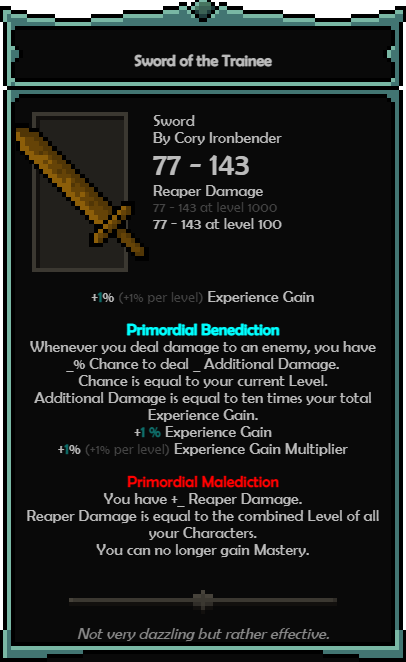 Sword of the Trainee
Sword
By Cory Ironbender
77 - 143
Reaper Damage
77 - 143 at level 1000
77 - 143 at level 100
+1% (+1% per level) Experience Gain
Primordial Benediction
Whenever you deal damage to an enemy, you have
_% Chance to deal _ Additional Damage.
Chance is equal to your current Level.
Additional Damage is equal to ten times your total
Experience Gain.
+1 % Experience Gain
+1% (+1% per level) Experience Gain Multiplier
Primordial Malediction
You have +_ Reaper Damage.
Reaper Damage is equal to the combined Level of all
your Characters.
You can no longer gain Mastery.
Not very dazzling but rather effective.